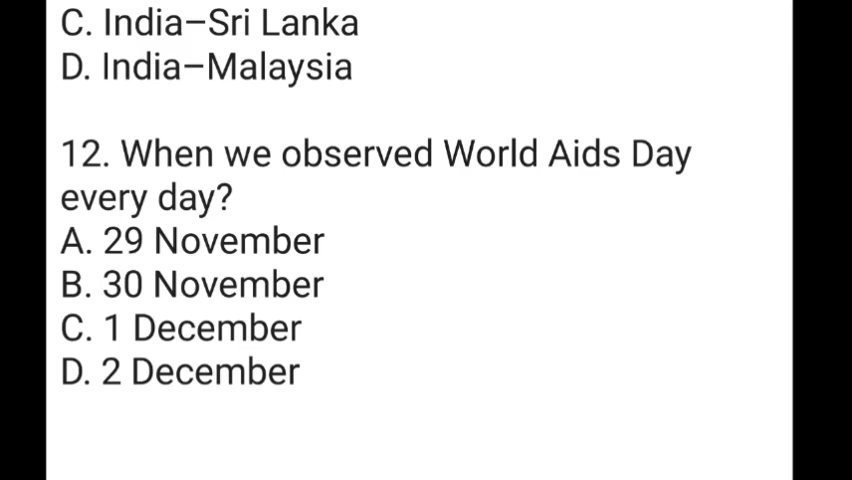 C. India–Sri Lanka
D. India–Malaysia
12. When we observed World Aids Day
every day?
A. 29 November
B. 30 November
C. 1 December
D. 2 December